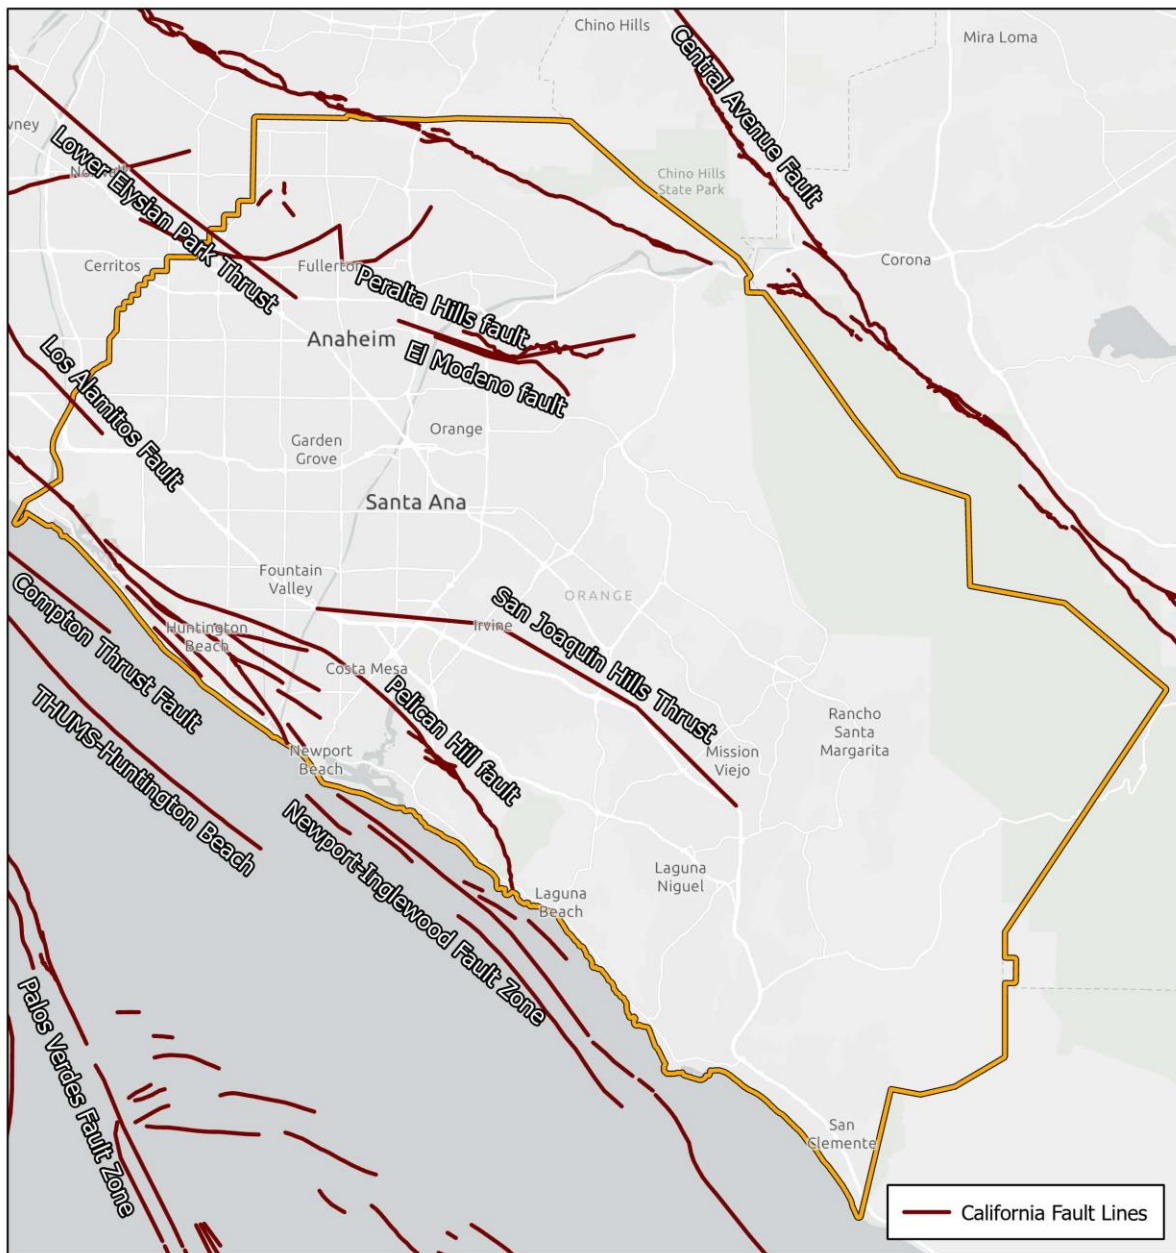 Chino Hills
Mira Loma
Central Avenue Fault
wney
Lower Elysian Park Thrust
Chino Hills
State Park
Cerritos
Fullerton
Corona
Peralta Hills fault
Anaheim
El Modeno fault
Los Alamitos Fault
Orange
Garden
Grove
Santa Ana
Fountain
Valley
ORANGE
San Joaquin Hills Thrust
Irvine
Huntington
Beach
Compton Thrust Fault
Costa Mesa
Pelican Hill fault
THUMS-Huntington Beach
Rancho
Santa
Margarita
Mission
Viejo
Newport
Beach
Newport-Inglewood Fault Zone
Laguna
Niguel
Laguna
Beach
Palos Verdes Fault Zone
San
Clemente
California Fault Lines